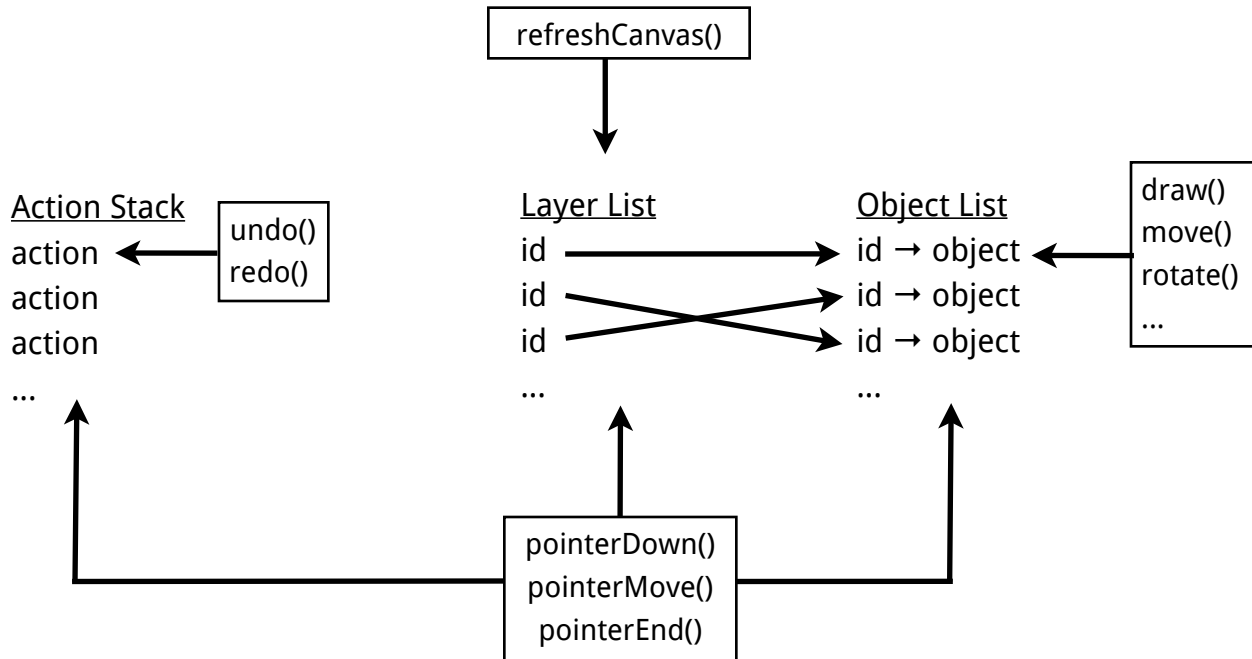 refreshCanvas()
Action Stack
action
action
action
...
undo()
redo()
Layer List
id
id
id
...
Object List
id → object
id → object
id → object
...
draw()
move()
rotate()
...
pointerDown()
pointerMove()
pointerEnd()